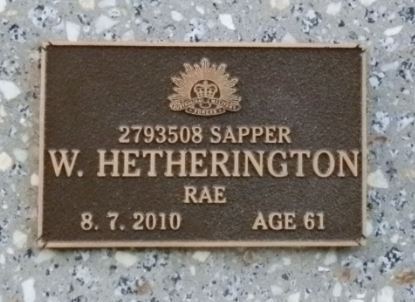 2793508 SAPPER
W. HETHERINGTON
RAE
8. 7. 2010 AGE 61